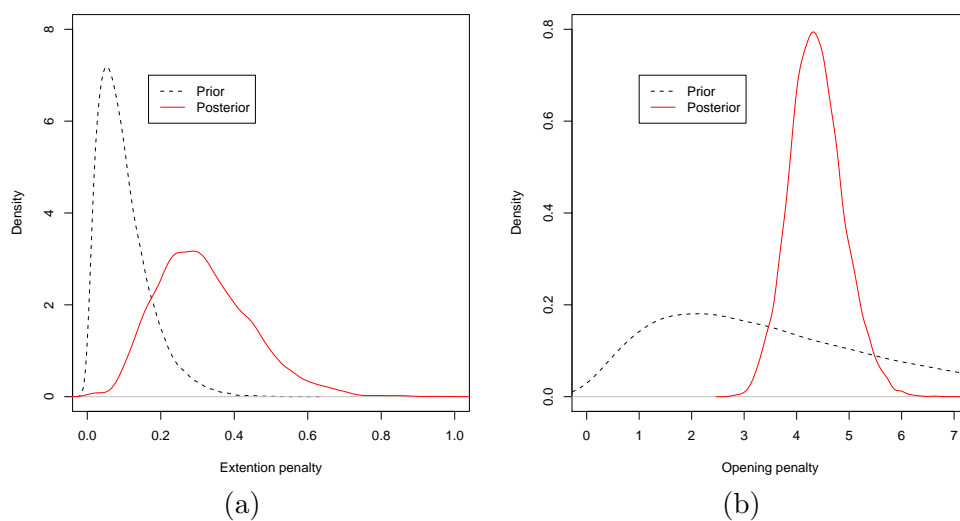 8
6
4
2
0
Density
Prior
Posterior
0.0 0.2 0.4 0.6 0.8 1.0
Extention penalty
(a)
0.8
0.6
0.4
0.2
0.0
Density
Prior
Posterior
0 1 2 3 4 5 6 7
Opening penalty
(b)